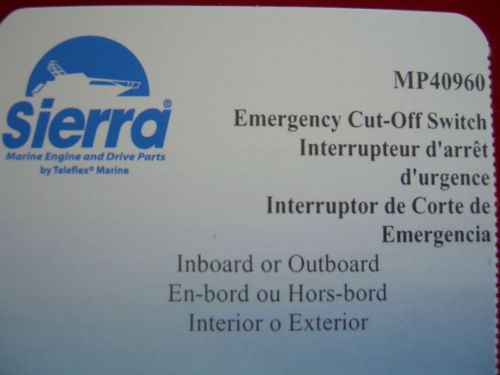 Sierra®
Marine Engine and Drive Parts
by Teleflex® Marine
MP40960
Emergency Cut-Off Switch
Interrupteur d'arrêt
d'urgence
Interruptor de Corte de
Emergencia
Inboard or Outboard
En-bord ou Hors-bord
Interior o Exterior